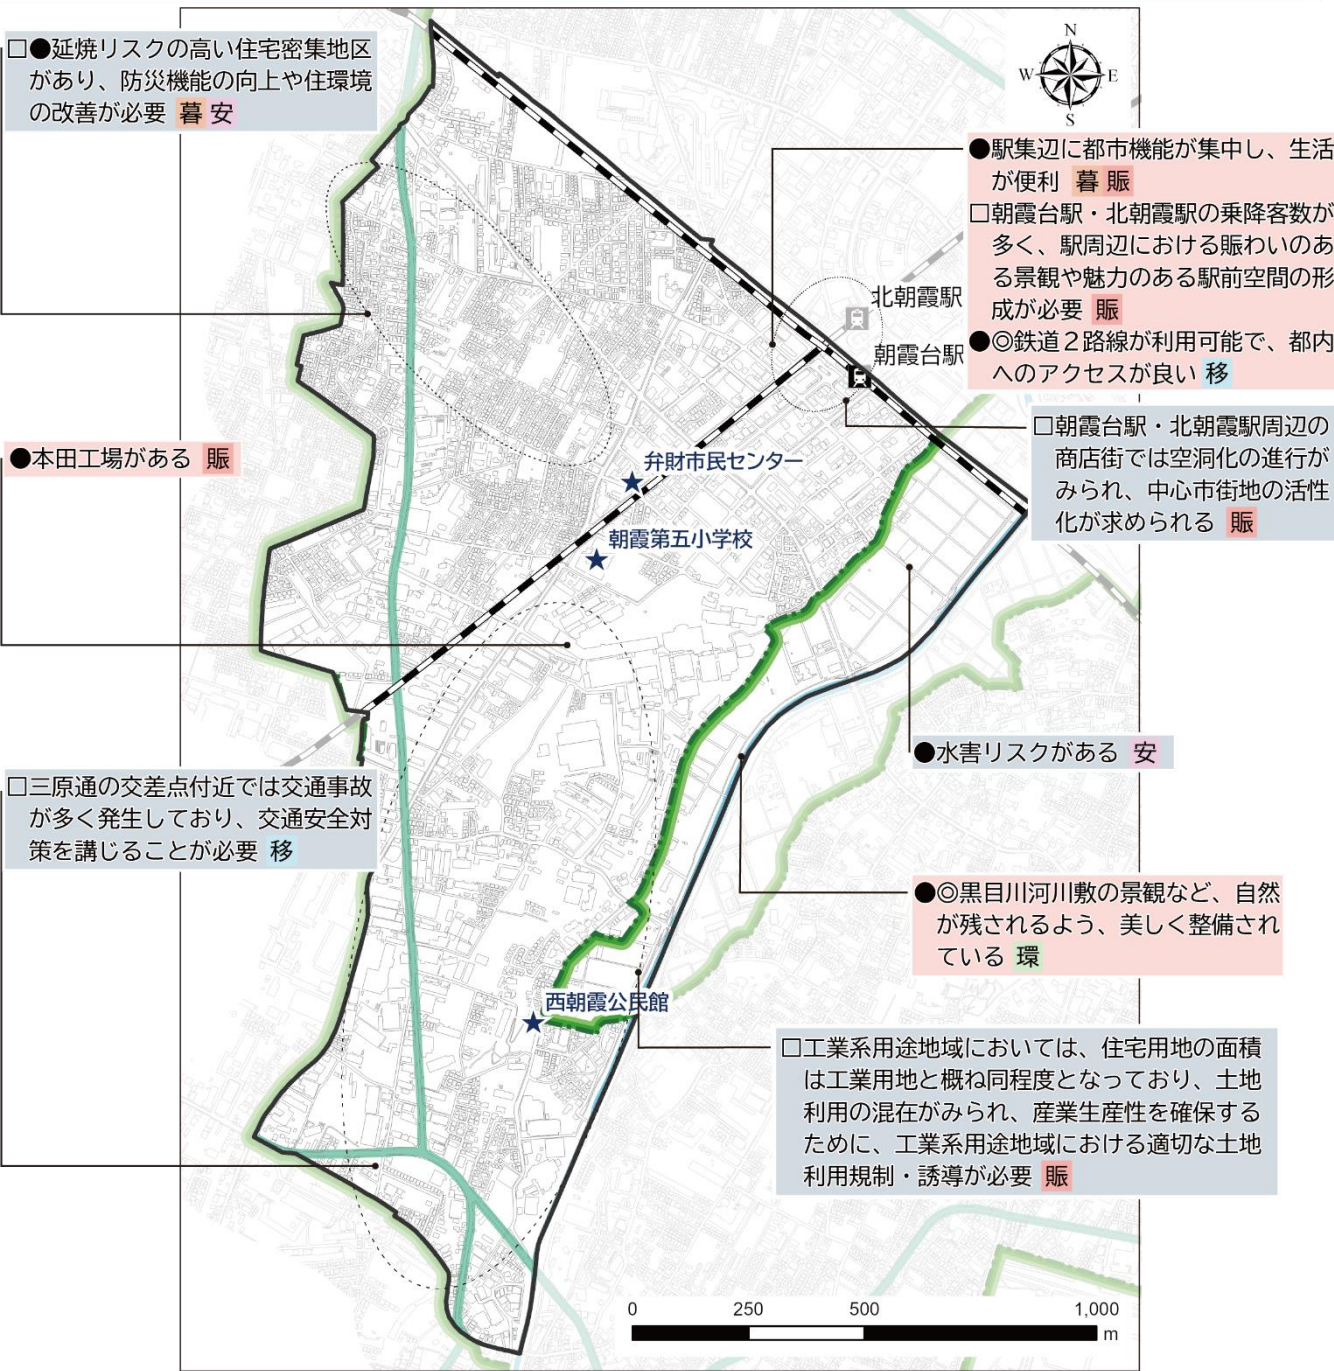 □●延焼リスクの高い住宅密集地区
があり、防災機能の向上や住環境
の改善が必要 暮 安
N
W E
S
●駅集辺に都市機能が集中し、生活
が便利 暮 賑
□朝霞台駅・北朝霞駅の乗降客数が
多く、駅周辺における賑わいのあ
る景観や魅力のある駅前空間の形
成が必要 賑
●◎鉄道２路線が利用可能で、都内
へのアクセスが良い 移
北朝霞駅
朝霞台駅
□朝霞台駅・北朝霞駅周辺の
商店街では空洞化の進行が
みられ、中心市街地の活性
化が求められる 賑
●本田工場がある 賑
弁財市民センター
朝霞第五小学校
●水害リスクがある 安
□三原通の交差点付近では交通事故
が多く発生しており、交通安全対
策を講じることが必要 移
●◎黒目川河川敷の景観など、自然
が残されるよう、美しく整備され
ている 環
西朝霞公民館
□工業系用途地域においては、住宅用地の面積
は工業用地と概ね同程度となっており、土地
利用の混在がみられ、産業生産性を確保する
ために、工業系用途地域における適切な土地
利用規制・誘導が必要 賑
0 250 500 1,000
m